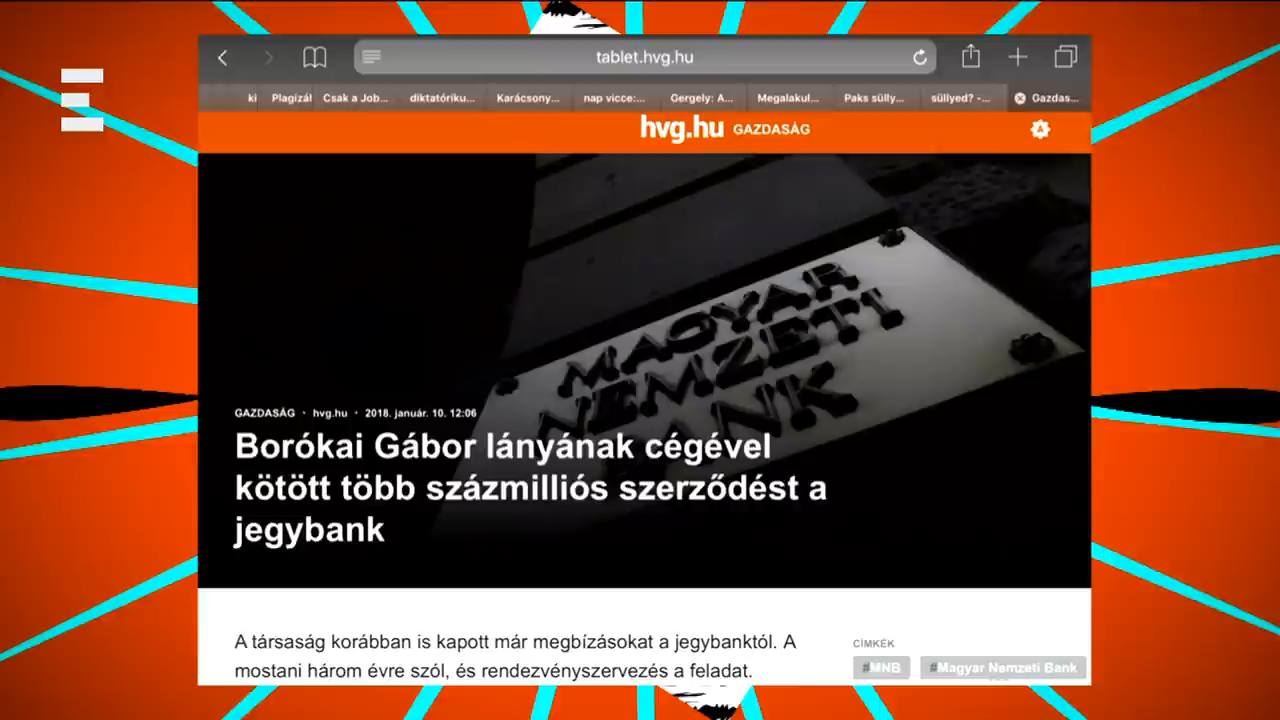 tablet.hvg.hu
ki Plagizál Csak a Job... diktatóriku... Karácsony... nap vicce:... Gergely: A... Megalakul... Paks sülly... süllyed? -... Gazdas...
hvg.hu GAZDASÁG
MAGYAR
NEMZETI
BANK
GAZDASÁG · hvg.hu · 2018. január. 10. 12:06
Borókai Gábor lányának cégével
kötött több százmilliós szerződést a
jegybank
A társaság korábban is kapott már megbízásokat a jegybanktól. A
mostani három évre szól, és rendezvényszervezés a feladat.
CÍMKÉK
#MNB #Magyar Nemzeti Bank